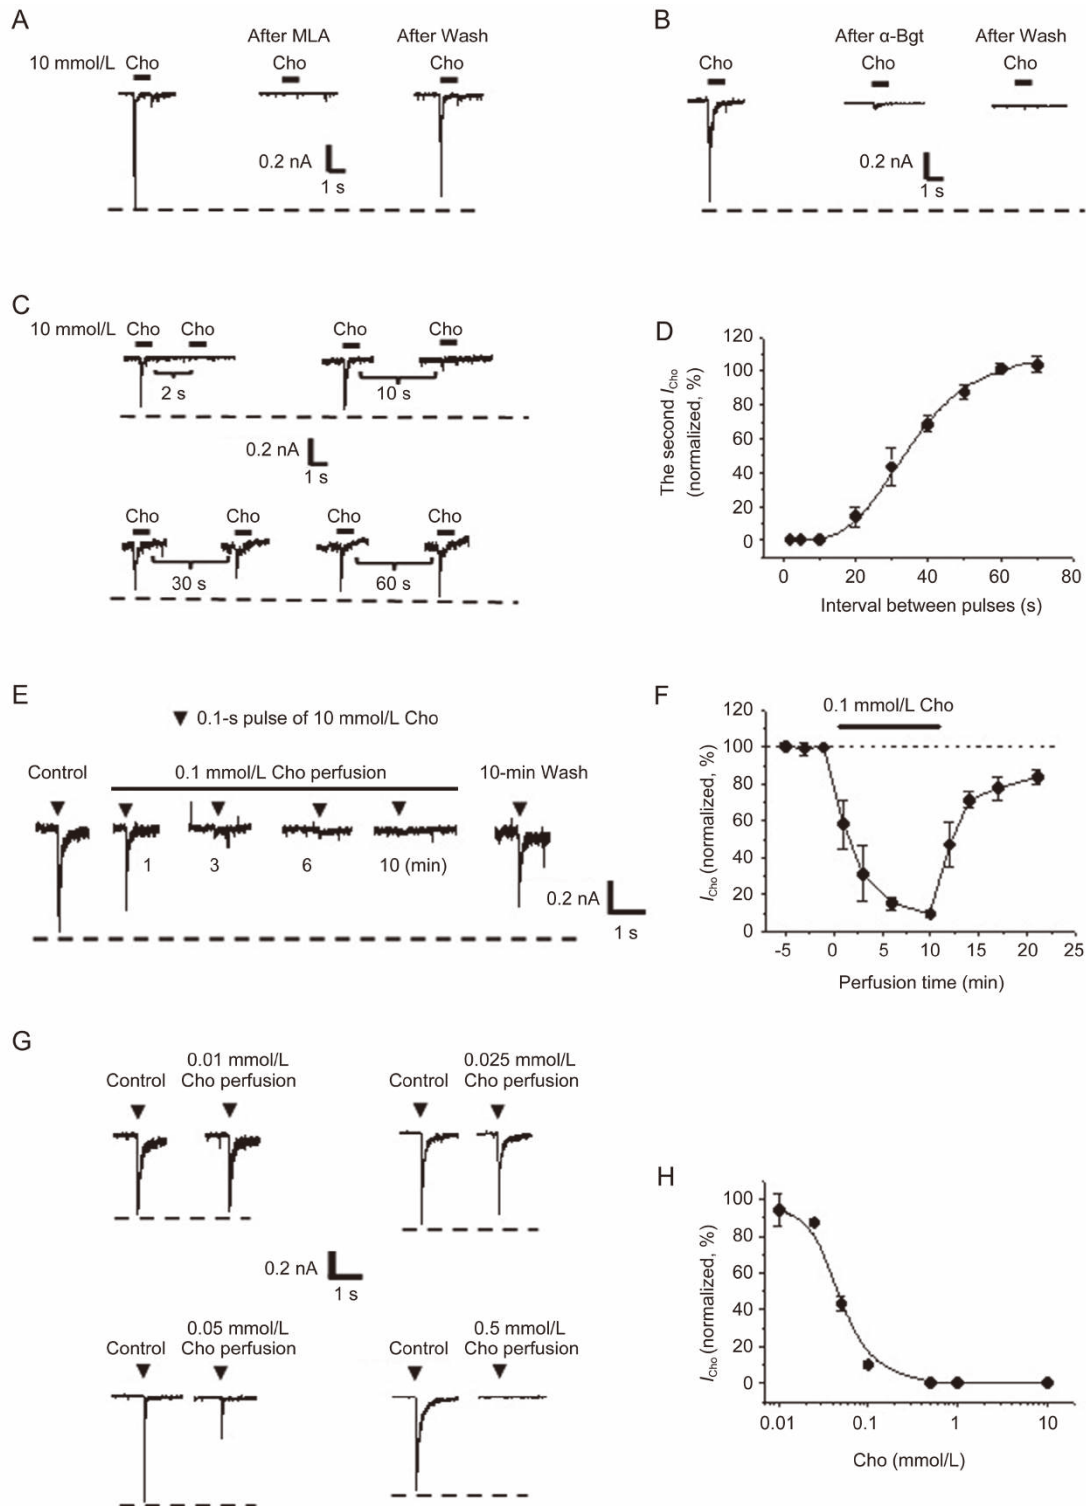 A
After MLA
After Wash
10 mmol/L
Cho
Cho
Cho
0.2 nA
1 s
B
After α-Bgt
After Wash
Cho
Cho
Cho
0.2 nA
1 s
C
10 mmol/L
Cho
Cho
2 s
Cho
Cho
10 s
0.2 nA
1 s
Cho
Cho
30 s
Cho
Cho
60 s
D
The second I_Cho
(normalized, %)
120
100
80
60
40
20
0
0
20
40
60
80
Interval between pulses (s)
E
▼ 0.1-s pulse of 10 mmol/L Cho
Control
0.1 mmol/L Cho perfusion
10-min Wash
1
3
6
10 (min)
0.2 nA
1 s
F
0.1 mmol/L Cho
I_Cho (normalized, %)
120
100
80
60
40
20
0
-5
0
5
10
15
20
25
Perfusion time (min)
G
Control
0.01 mmol/L
Cho perfusion
Control
0.025 mmol/L
Cho perfusion
0.2 nA
1 s
Control
0.05 mmol/L
Cho perfusion
Control
0.5 mmol/L
Cho perfusion
H
I_Cho (normalized, %)
100
80
60
40
20
0
0.01
0.1
1
10
Cho (mmol/L)